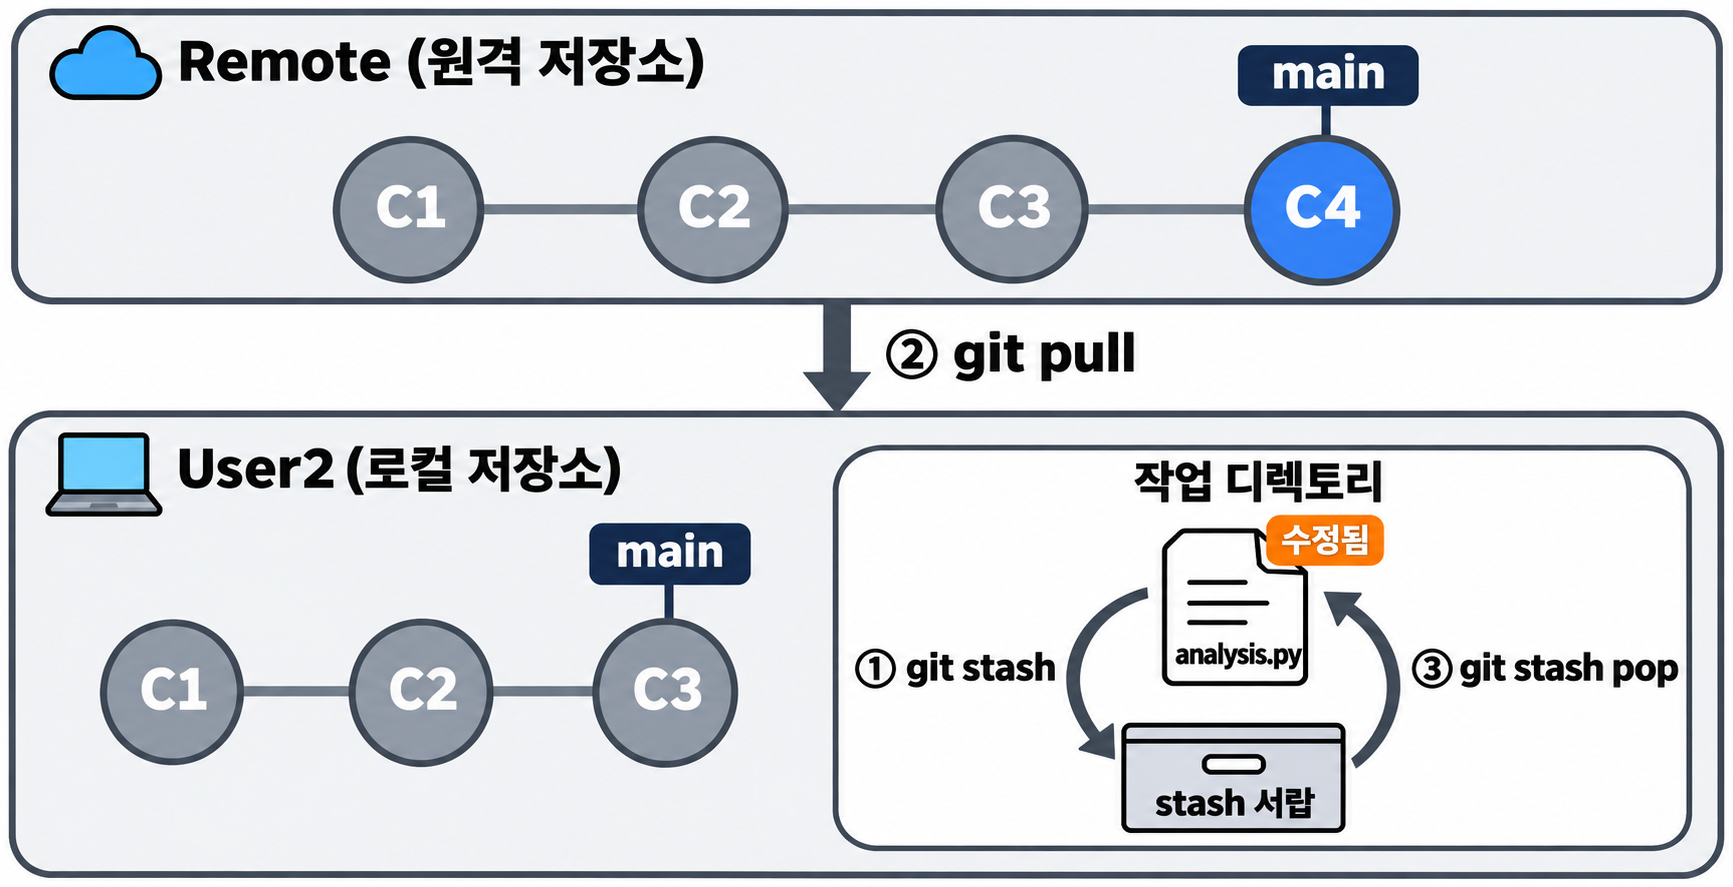 Remote (원격 저장소)
main
C1
C2
C3
C4
② git pull
User2 (로컬 저장소)
main
C1
C2
C3
작업 디렉토리
수정됨
analysis.py
① git stash
③ git stash pop
stash 서랍